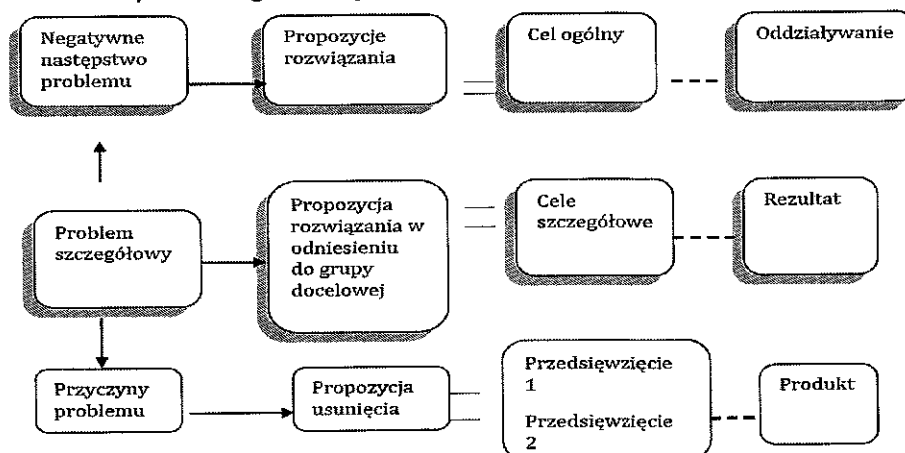 Negatywne
następstwo
problemu
Propozycje
rozwiązania
Cel ogólny
Oddziaływanie
Problem
szczegółowy
Propozycja
rozwiązania w
odniesieniu
do grupy
docelowej
Cele
szczegółowe
Rezultat
Przyczyny
problemu
Propozycja
usunięcia
Przedsięwzięcie
1
Przedsięwzięcie
2
Produkt